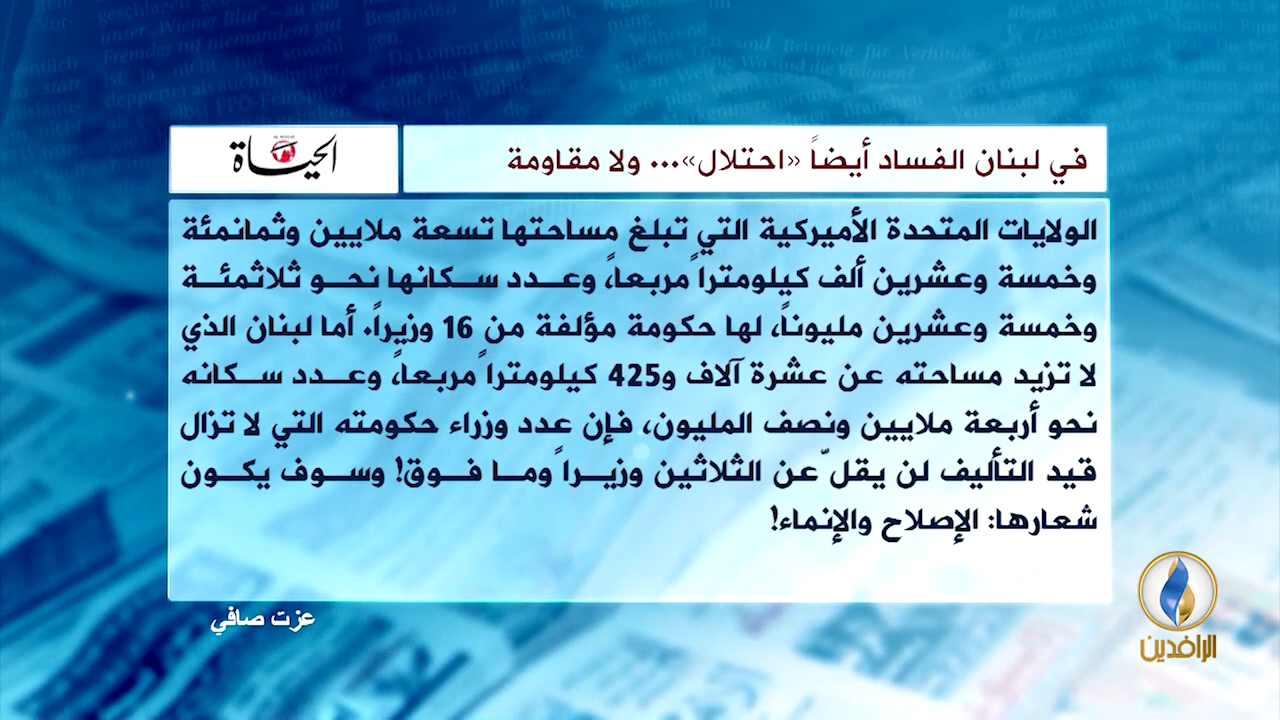 في لبنان الفساد أيضاً «احتلال»... ولا مقاومة
الحياة
الولايات المتحدة الأميركية التي تبلغ مساحتها تسعة ملايين وثمانمئة
وخمسة وعشرين ألف كيلومتراً مربعاً، وعدد سكانها نحو ثلاثمئة
وخمسة وعشرين مليوناً، لها حكومة مؤلفة من 16 وزيراً. أما لبنان الذي
لا تزيد مساحته عن عشرة آلاف و425 كيلومتراً مربعاً، وعدد سكانه
نحو أربعة ملايين ونصف المليون، فإن عدد وزراء حكومته التي لا تزال
قيد التأليف لن يقلّ عن الثلاثين وزيراً وما فوق! وسوف يكون
شعارها: الإصلاح والإنماء!
عزت صافي
الرافدين